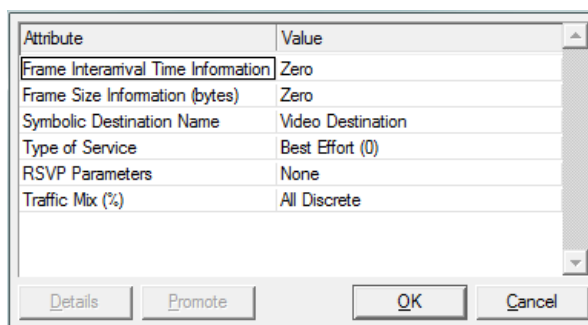 Attribute Value
Frame Interarrival Time Information Zero
Frame Size Information (bytes) Zero
Symbolic Destination Name Video Destination
Type of Service Best Effort (0)
RSVP Parameters None
Traffic Mix (%) All Discrete
Details Promote OK Cancel